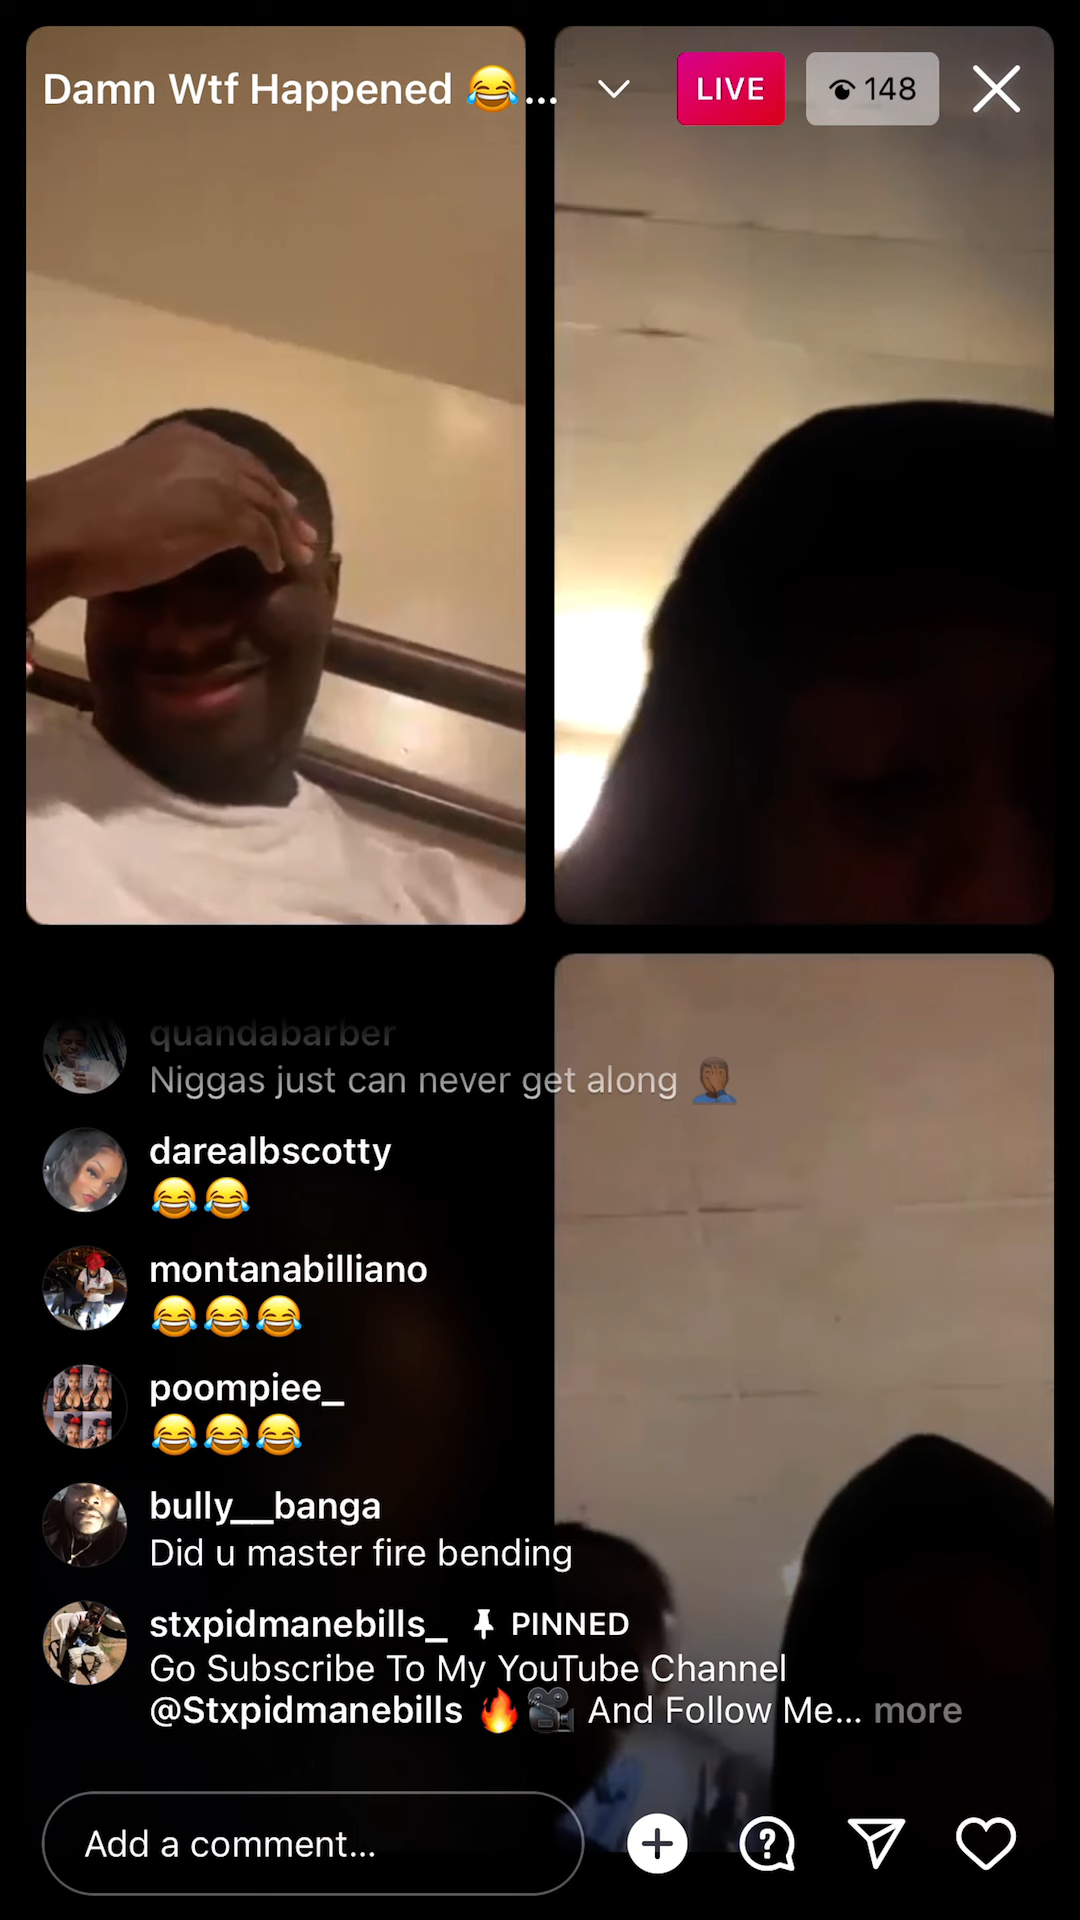 Damn Wtf Happened 😂...
LIVE
148
quandabarber
Niggas just can never get along 🤦🏾‍♂️
darealbscotty
😂😂
montanabilliano
😂😂😂
poompiee_
😂😂😂
bully__banga
Did u master fire bending
stxpidmanebills_ PINNED
Go Subscribe To My YouTube Channel
@Stxpidmanebills 🔥🎥 And Follow Me... more
Add a comment...